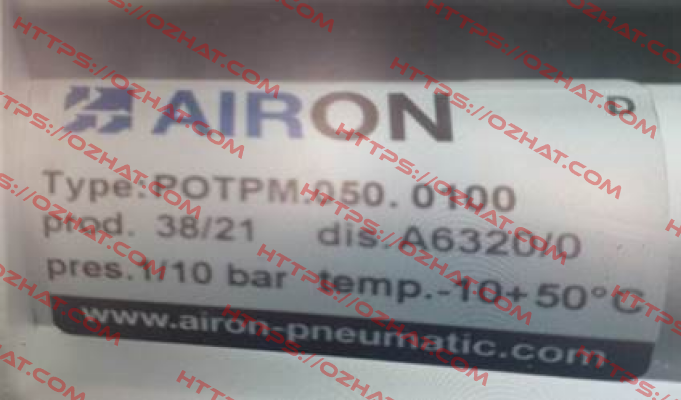 AIRON
Type:POTPM.050.0100
prod. 38/21 dis.A6320/0
pres.1/10 bar temp.-10+50°C
www.airon-pneumatic.com
HTTPS://OZHAT.COM